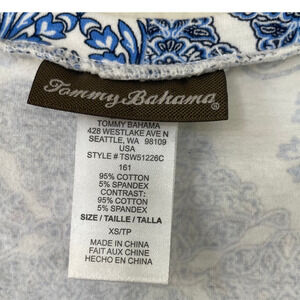 Tommy Bahama®
TOMMY BAHAMA
428 WESTLAKE AVE N
SEATTLE, WA 98109
USA
STYLE # TSW51226C
161
95% COTTON
5% SPANDEX
CONTRAST:
95% COTTON
5% SPANDEX
SIZE / TAILLE / TALLA
XS/TP
MADE IN CHINA
FAIT AUX CHINE
HECHO EN CHINA